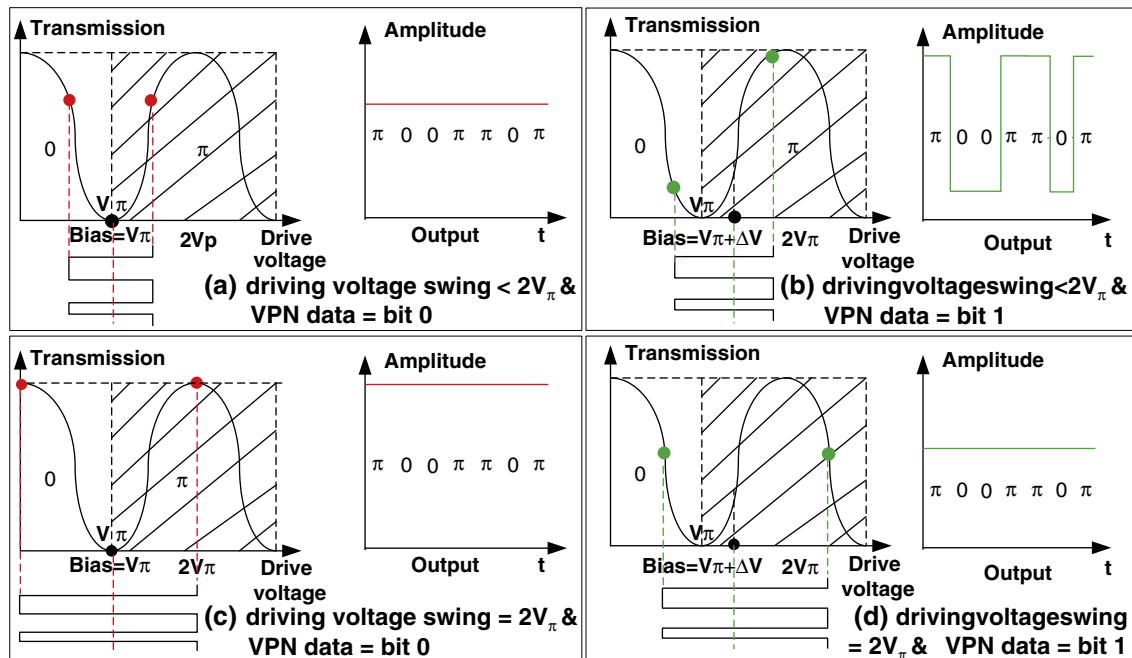 Transmission
Amplitude
0
π
π 0 0 π π 0 π
Vπ
Bias=Vπ
2Vp
Drive voltage
Output
t
(a) driving voltage swing < 2Vπ &
VPN data = bit 0
Transmission
Amplitude
0
π
π 0 0 π π 0 π
Vπ
Bias=Vπ+ΔV
2Vπ
Drive voltage
Output
t
(b) drivingvoltageswing<2Vπ &
VPN data = bit 1
Transmission
Amplitude
0
π
π 0 0 π π 0 π
Vπ
Bias=Vπ
2Vπ
Drive voltage
Output
t
(c) driving voltage swing = 2Vπ &
VPN data = bit 0
Transmission
Amplitude
0
π 0 0 π π 0 π
Vπ
Bias=Vπ+ΔV
2Vπ
Drive voltage
Output
t
(d) drivingvoltageswing
= 2Vπ & VPN data = bit 1